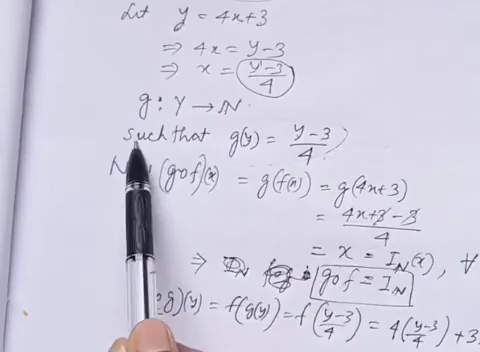 Let y = 4x+3
⇒ 4x = y-3
⇒ x = (y-3)/4
g : Y → N
such that g(y) = (y-3)/4
(gof)(x) = g(f(x)) = g(4x+3)
= (4x+3-3)/4
= x = I_N(x), ∀
⇒ gof = I_N
g)(y) = f(g(y)) = f((y-3)/4) = 4((y-3)/4) + 3